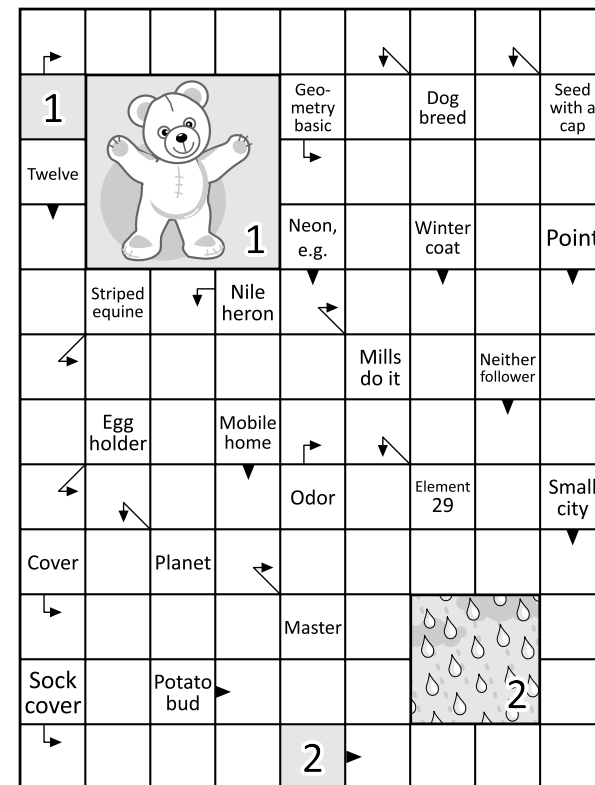 1
Geo-
metry
basic
Dog
breed
Seed
with a
cap
Twelve
1
Neon,
e.g.
Winter
coat
Point
Striped
equine
Nile
heron
Mills
do it
Neither
follower
Egg
holder
Mobile
home
Odor
Element
29
Small
city
Cover
Planet
Master
Sock
cover
Potato
bud
2
2